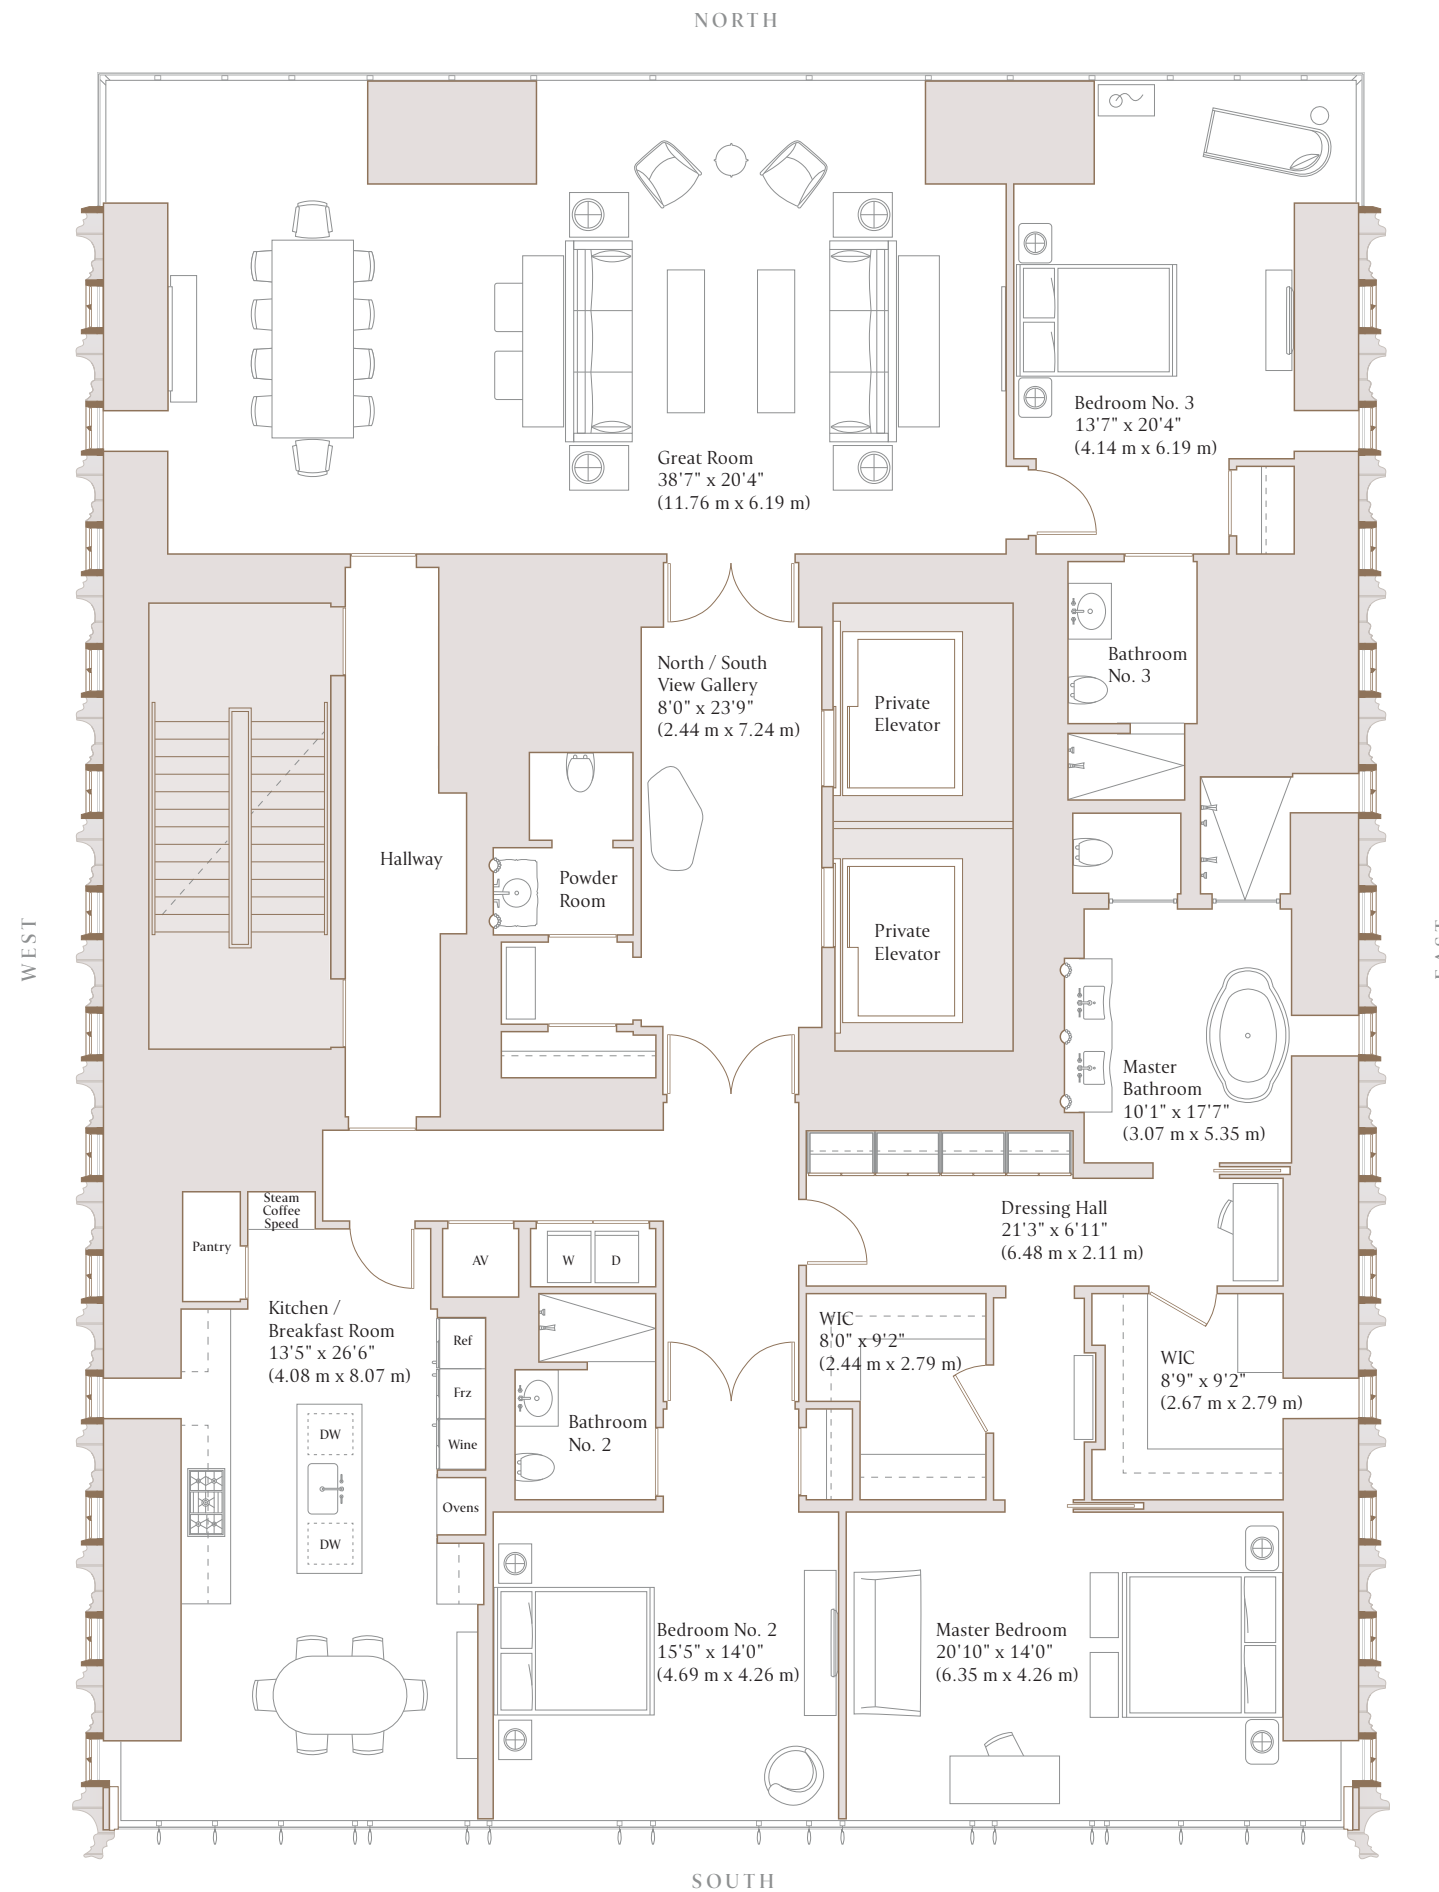 NORTH
Bedroom No. 3
13'7" x 20'4"
(4.14 m x 6.19 m)
Great Room
38'7" x 20'4"
(11.76 m x 6.19 m)
North / South
View Gallery
8'0" x 23'9"
(2.44 m x 7.24 m)
Bathroom
No. 3
Private
Elevator
Hallway
Powder
Room
Private
Elevator
WEST
EAST
Master
Bathroom
10'1" x 17'7"
(3.07 m x 5.35 m)
Steam
Coffee
Speed
Pantry
AV
W
D
Dressing Hall
21'3" x 6'11"
(6.48 m x 2.11 m)
Kitchen /
Breakfast Room
13'5" x 26'6"
(4.08 m x 8.07 m)
Ref
Frz
Wine
Ovens
DW
DW
Bathroom
No. 2
WIC
8'0" x 9'2"
(2.44 m x 2.79 m)
WIC
8'9" x 9'2"
(2.67 m x 2.79 m)
Bedroom No. 2
15'5" x 14'0"
(4.69 m x 4.26 m)
Master Bedroom
20'10" x 14'0"
(6.35 m x 4.26 m)
SOUTH